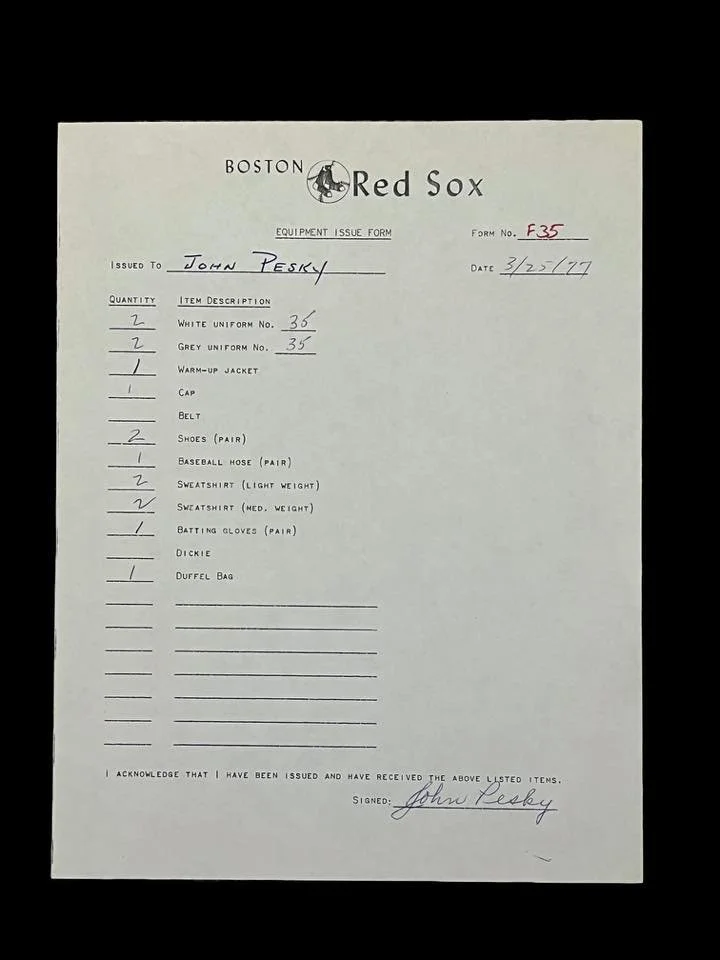 BOSTON Red Sox
EQUIPMENT ISSUE FORM
FORM NO. F35
ISSUED TO JOHN PESKY
DATE 3/25/77
QUANTITY ITEM DESCRIPTION
2 WHITE UNIFORM NO. 35
2 GREY UNIFORM NO. 35
1 WARM-UP JACKET
1 CAP
BELT
2 SHOES (PAIR)
1 BASEBALL HOSE (PAIR)
2 SWEATSHIRT (LIGHT WEIGHT)
2 SWEATSHIRT (MED. WEIGHT)
1 BATTING GLOVES (PAIR)
DICKIE
1 DUFFEL BAG
I ACKNOWLEDGE THAT I HAVE BEEN ISSUED AND HAVE RECEIVED THE ABOVE LISTED ITEMS.
SIGNED: John Pesky